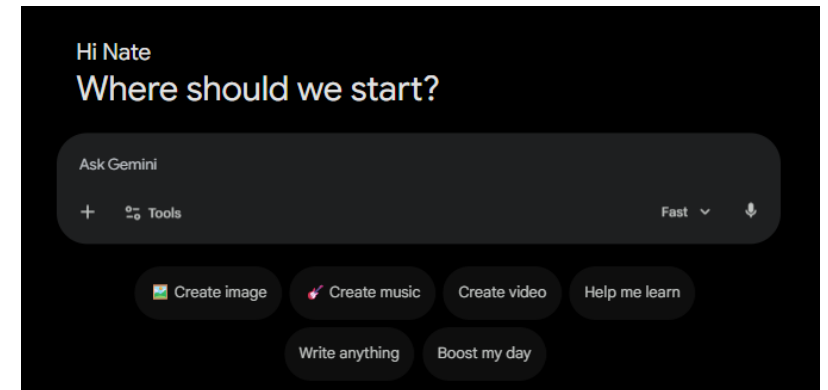 Hi Nate
Where should we start?
Ask Gemini
Tools
Fast
Create image
Create music
Create video
Help me learn
Write anything
Boost my day